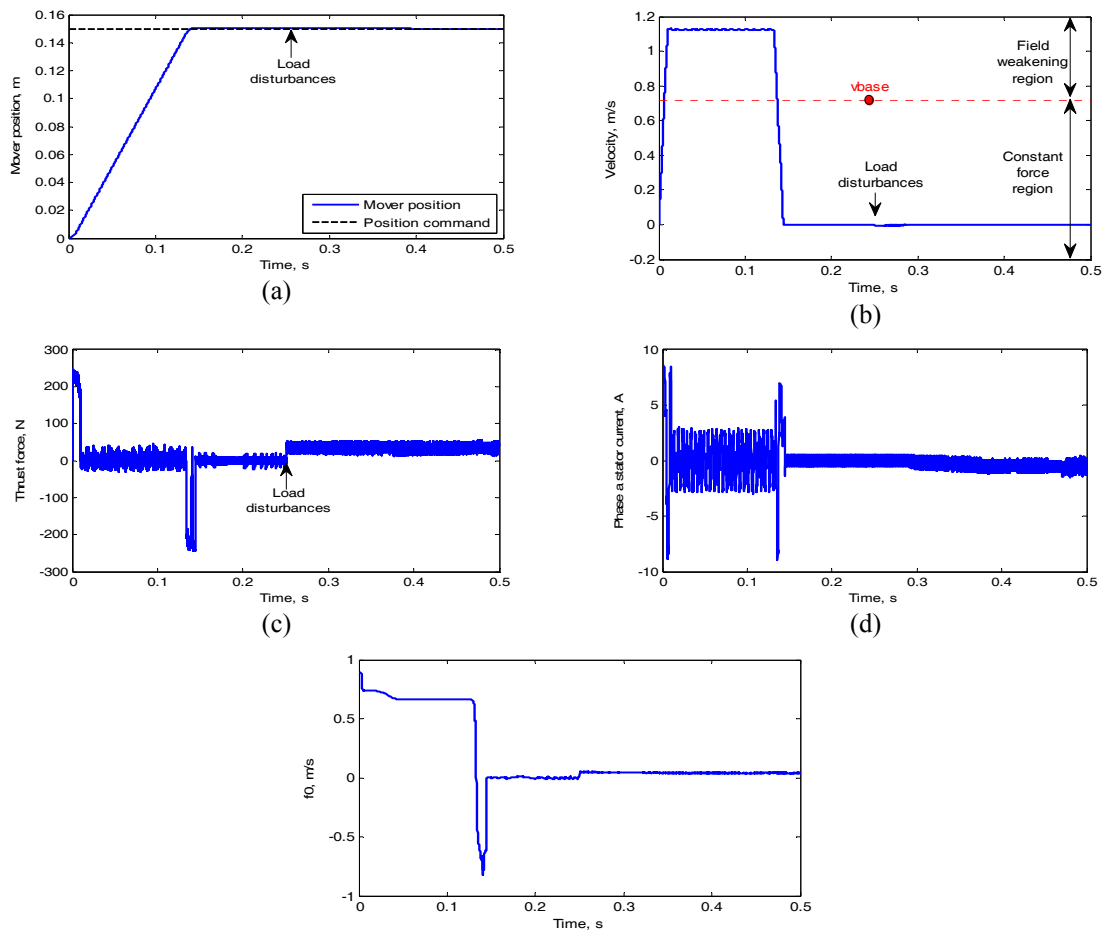 0.16
0.14
0.12
0.1
0.08
0.06
0.04
0.02
0
Mover position, m
Load
disturbances
Mover position
Position command
0 0.1 0.2 0.3 0.4 0.5
Time, s
(a)
1.2
1
0.8
0.6
0.4
0.2
0
-0.2
Velocity, m/s
vbase
Field
weakening
region
Constant
force
region
Load
disturbances
0 0.1 0.2 0.3 0.4 0.5
Time, s
(b)
300
200
100
0
-100
-200
-300
Thrust force, N
Load
disturbances
0 0.1 0.2 0.3 0.4 0.5
Time, s
(c)
10
5
0
-5
-10
Phase a stator current, A
0 0.1 0.2 0.3 0.4 0.5
Time, s
(d)
1
0.5
0
-0.5
-1
f0, m/s
0 0.1 0.2 0.3 0.4 0.5
Time, s